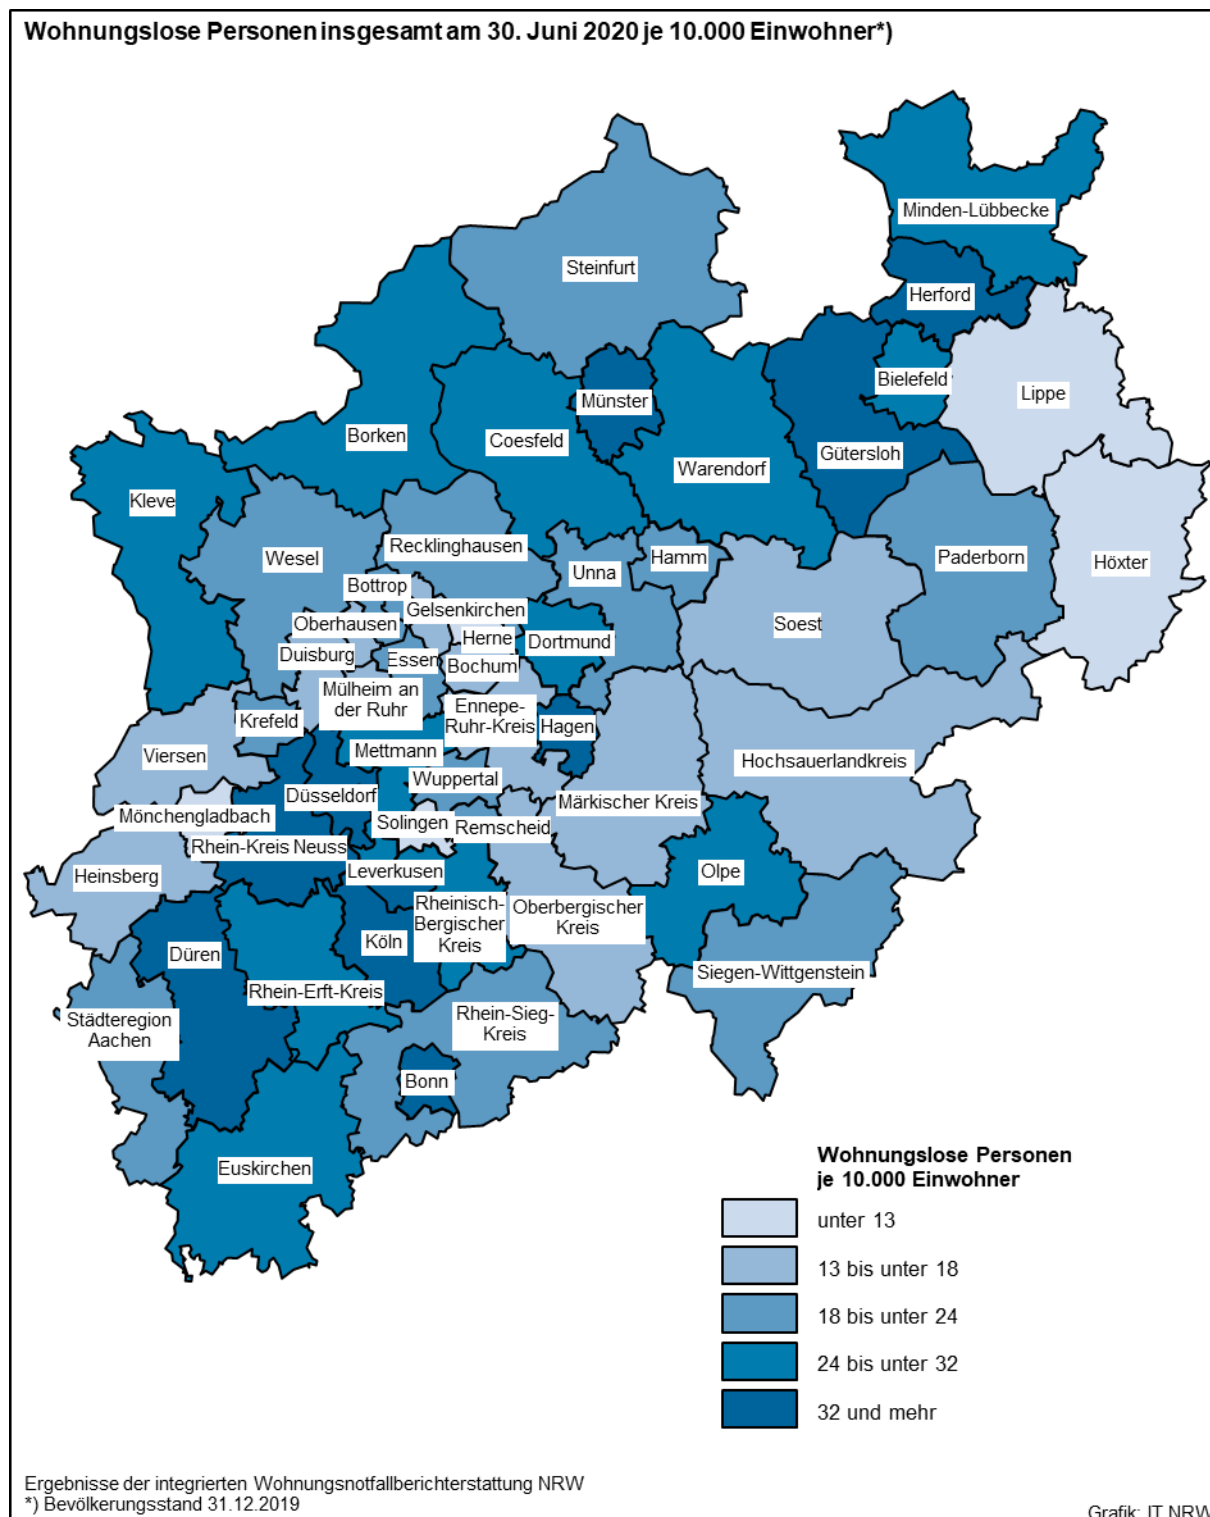 Wohnungslose Personen insgesamt am 30. Juni 2020 je 10.000 Einwohner*)
Minden-Lübbecke
Steinfurt
Herford
Bielefeld
Lippe
Münster
Borken
Coesfeld
Gütersloh
Warendorf
Kleve
Recklinghausen
Wesel
Hamm
Paderborn
Höxter
Unna
Bottrop
Gelsenkirchen
Oberhausen
Herne
Dortmund
Soest
Duisburg
Essen
Bochum
Mülheim an
der Ruhr
Ennepe-
Ruhr-Kreis
Krefeld
Hagen
Viersen
Mettmann
Hochsauerlandkreis
Wuppertal
Düsseldorf
Märkischer Kreis
Mönchengladbach
Solingen
Remscheid
Rhein-Kreis Neuss
Heinsberg
Leverkusen
Olpe
Rheinisch-
Bergischer
Kreis
Oberbergischer
Kreis
Köln
Düren
Siegen-Wittgenstein
Rhein-Erft-Kreis
Rhein-Sieg-
Kreis
Städteregion
Aachen
Bonn
Euskirchen
Wohnungslose Personen
je 10.000 Einwohner
unter 13
13 bis unter 18
18 bis unter 24
24 bis unter 32
32 und mehr
Ergebnisse der integrierten Wohnungsnotfallberichterstattung NRW
*) Bevölkerungsstand 31.12.2019
Grafik: IT.NRW